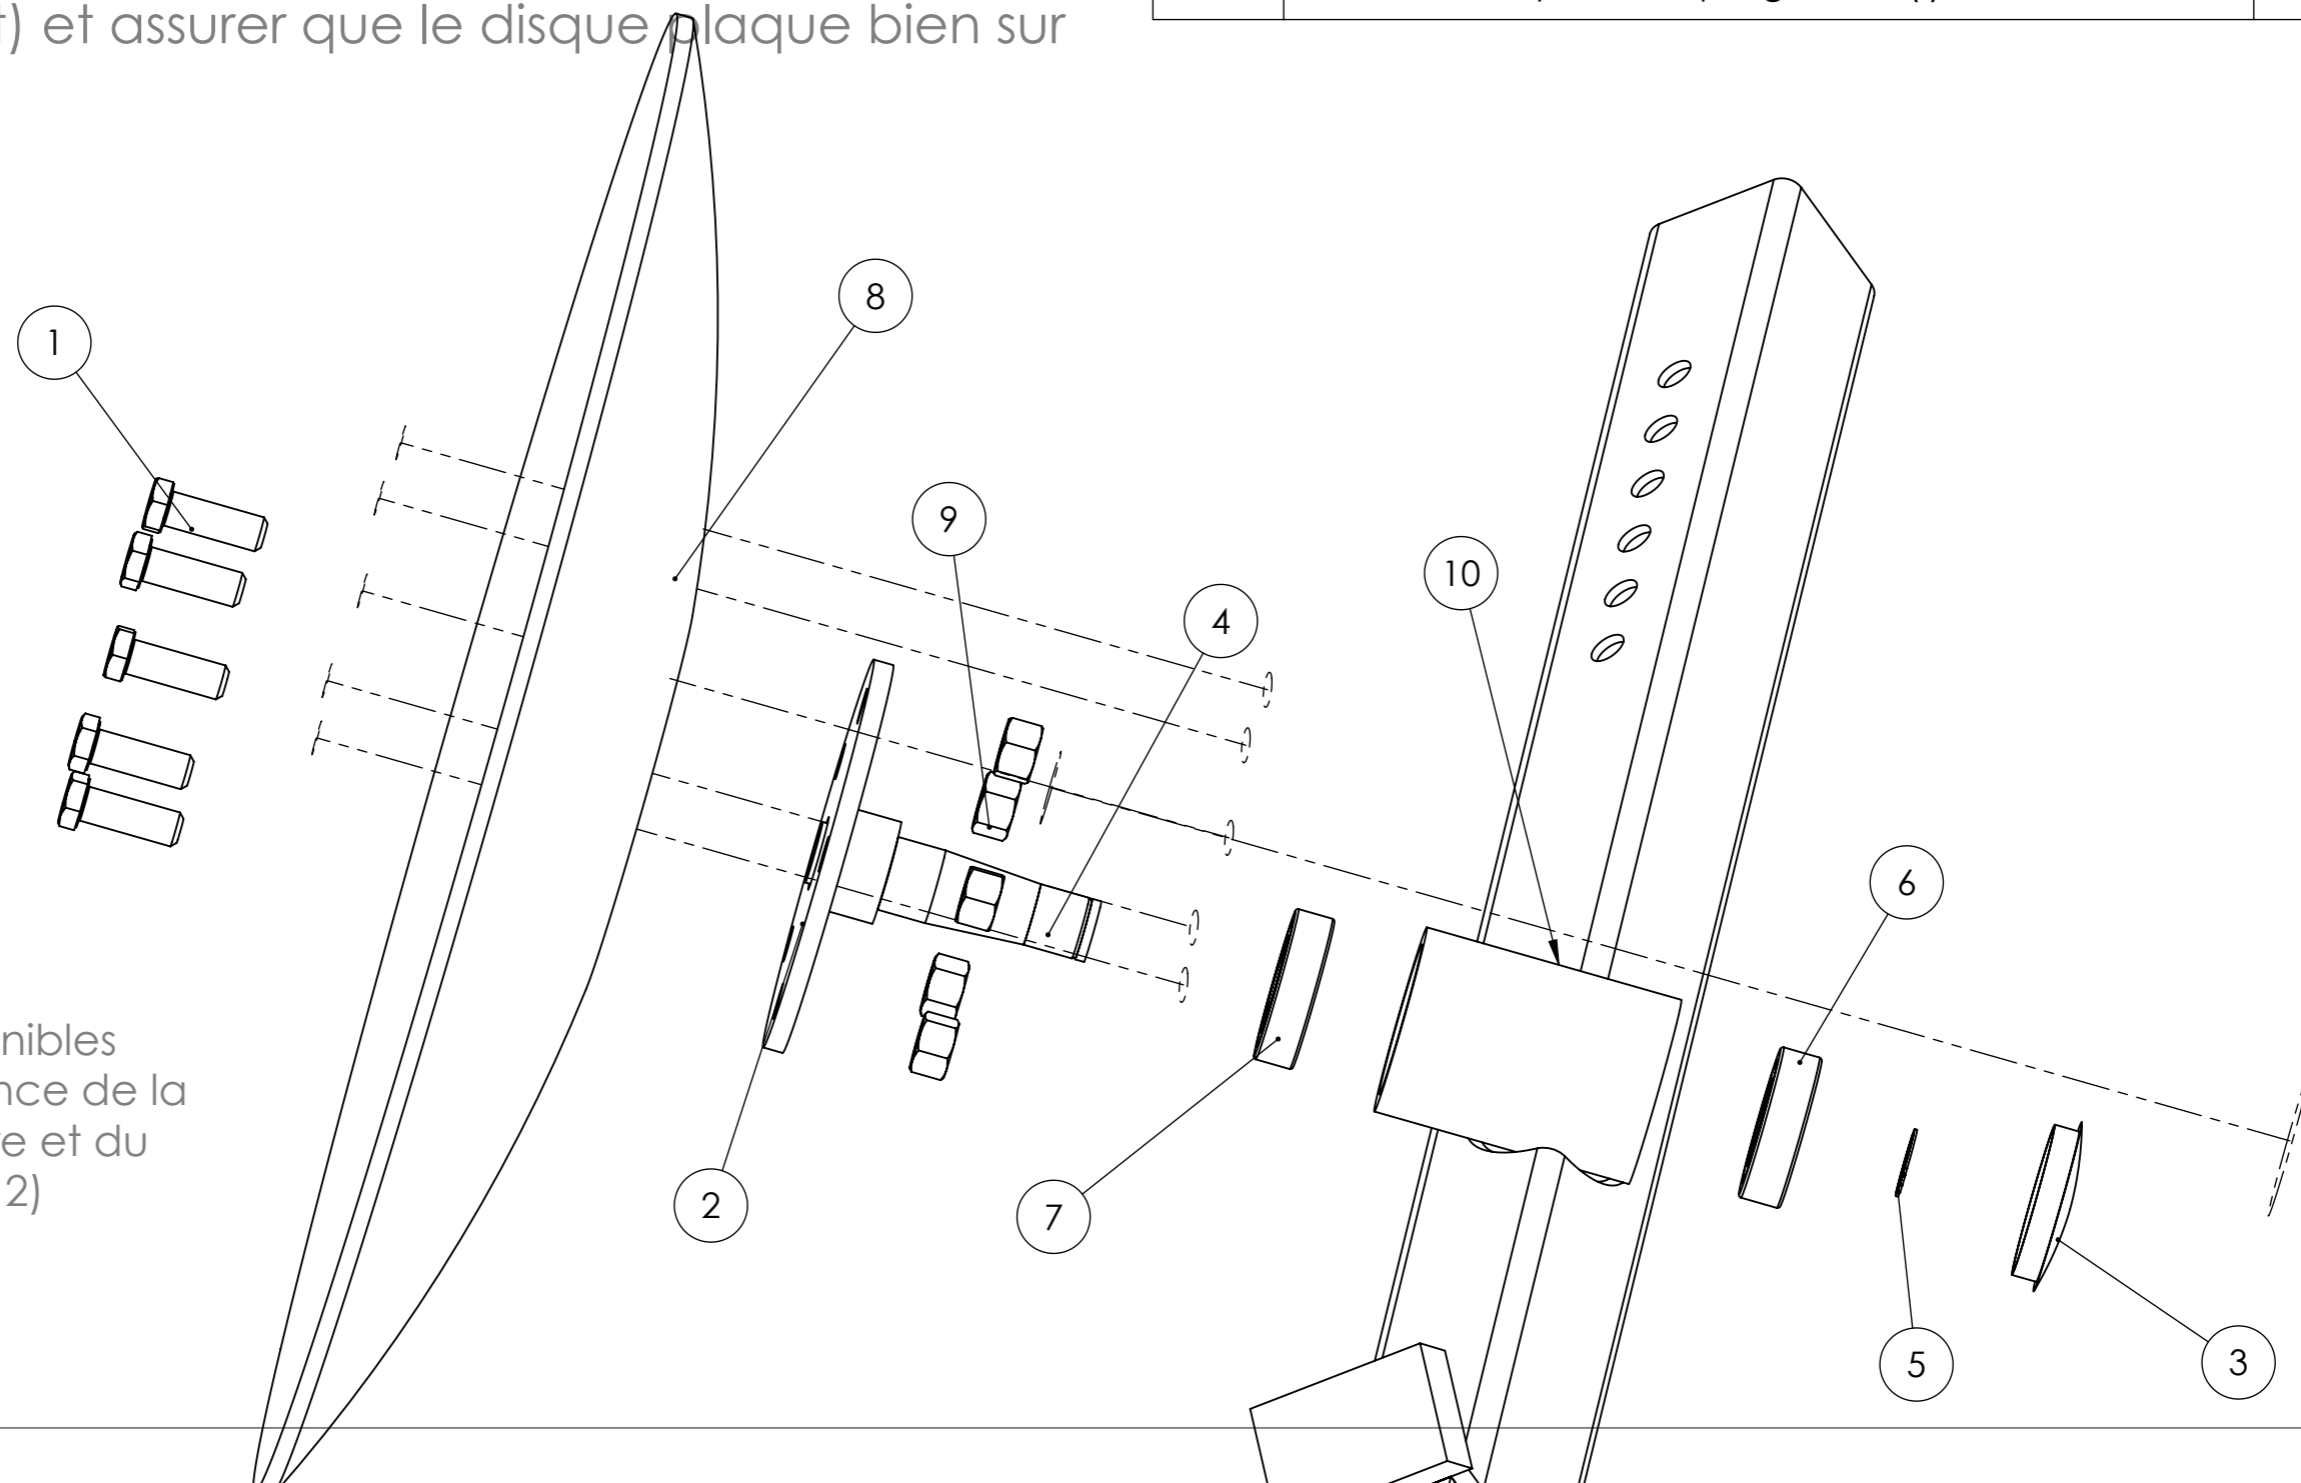 t) et assurer que le disque plaque bien sur
8
1
9
10
4
6
nibles
nce de la
e et du
2)
2
7
5
3